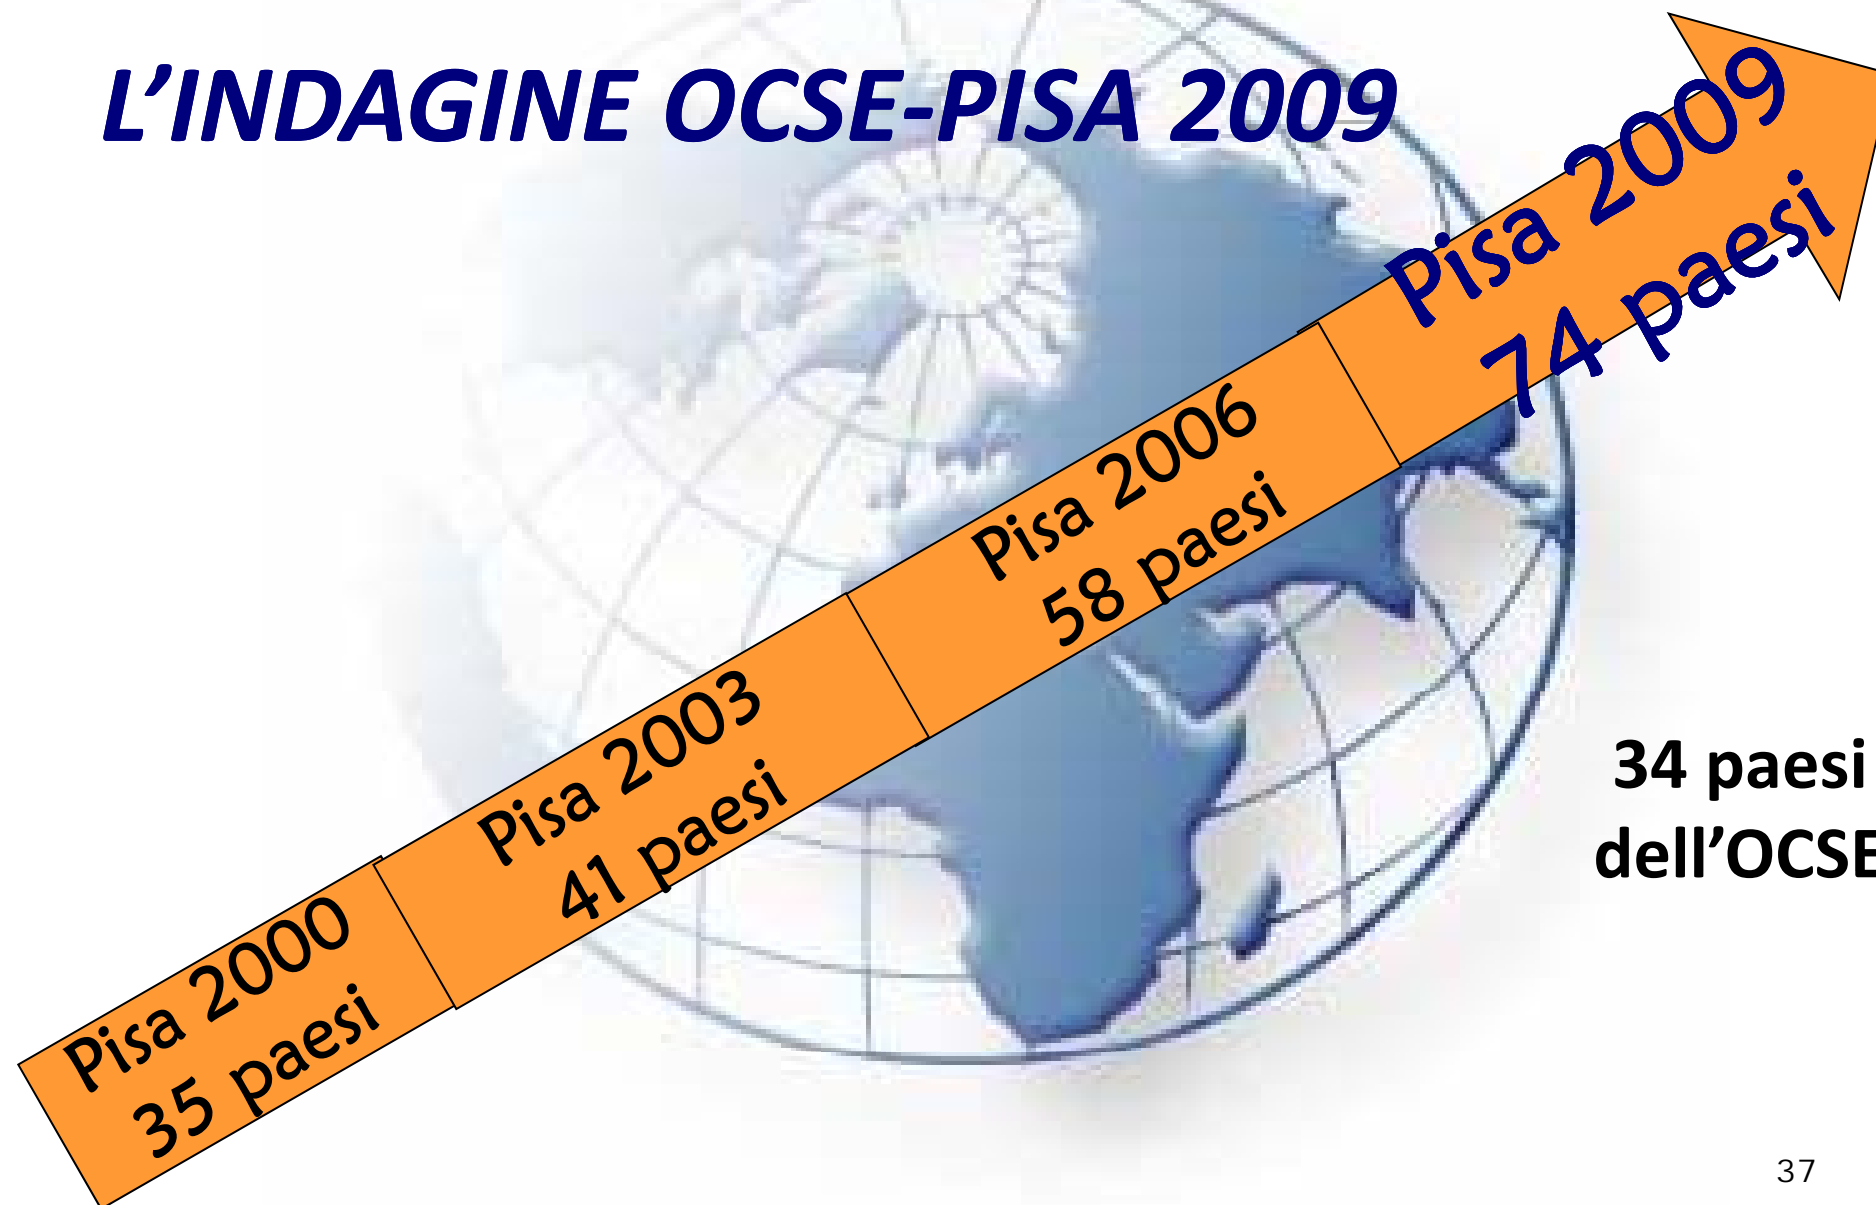 L’INDAGINE OCSE-PISA 2009
Pisa 2000
35 paesi
Pisa 2003
41 paesi
Pisa 2006
58 paesi
Pisa 2009
74 paesi
34 paesi
dell’OCSE
37